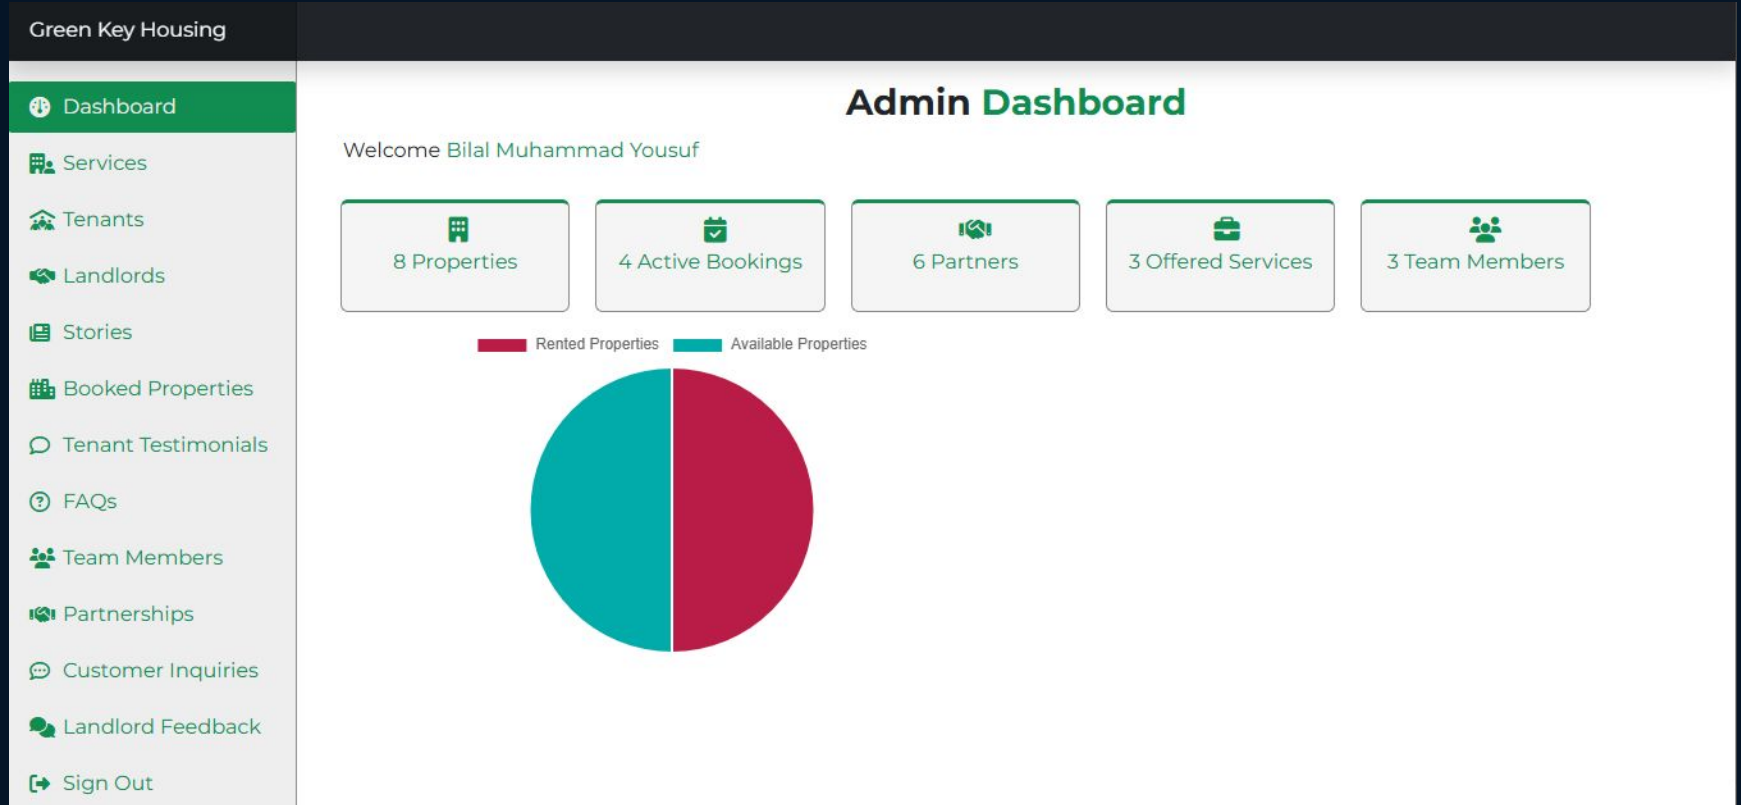 Green Key Housing
Dashboard
Services
Tenants
Landlords
Stories
Booked Properties
Tenant Testimonials
FAQs
Team Members
Partnerships
Customer Inquiries
Landlord Feedback
Sign Out
Admin Dashboard
Welcome Bilal Muhammad Yousuf
8 Properties
4 Active Bookings
6 Partners
3 Offered Services
3 Team Members
Rented Properties
Available Properties